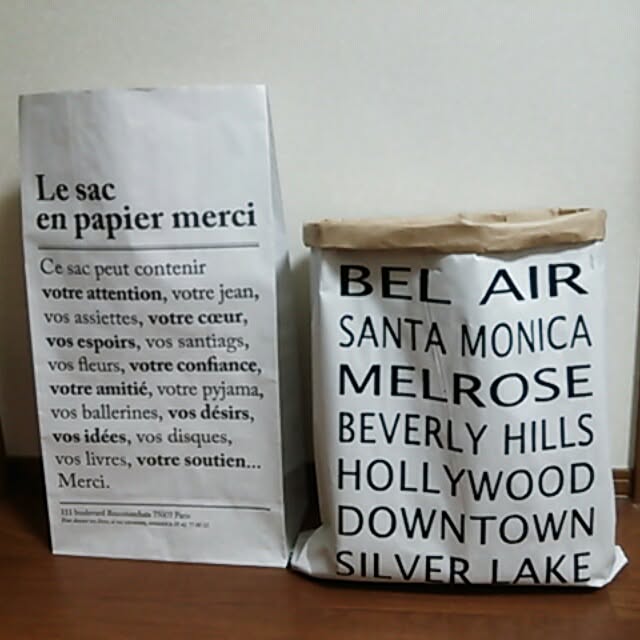 Le sac
en papier merci
Ce sac peut contenir
votre attention, votre jean,
vos assiettes, votre cœur,
vos espoirs, vos santiags,
vos fleurs, votre confiance,
votre amitié, votre pyjama,
vos ballerines, vos désirs,
vos idées, vos disques,
vos livres, votre soutien...
Merci.
111 boulevard Beaumarchais 75003 Paris
BEL AIR
SANTA MONICA
MELROSE
BEVERLY HILLS
HOLLYWOOD
DOWNTOWN
SILVER LAKE